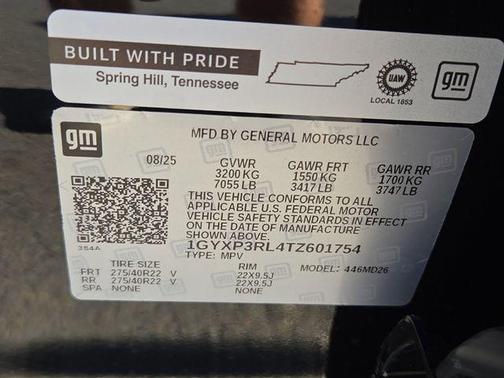 BUILT WITH PRIDE
Spring Hill, Tennessee
UAW
LOCAL 1853
gm
gm
MFD BY GENERAL MOTORS LLC
08/25 GVWR GAWR FRT GAWR RR
3200 KG 1550 KG 1700 KG
7055 LB 3417 LB 3747 LB
THIS VEHICLE CONFORMS TO ALL
APPLICABLE U.S. FEDERAL MOTOR
VEHICLE SAFETY STANDARDS IN EFFECT
ON THE DATE OF MANUFACTURE
SHOWN ABOVE.
1GYXP3RL4TZ601754
TYPE: MPV
TIRE SIZE RIM MODEL: 446MD26
FRT 275/40R22 V 22X9.5J
RR 275/40R22 V 22X9.5J
SPA NONE NONE